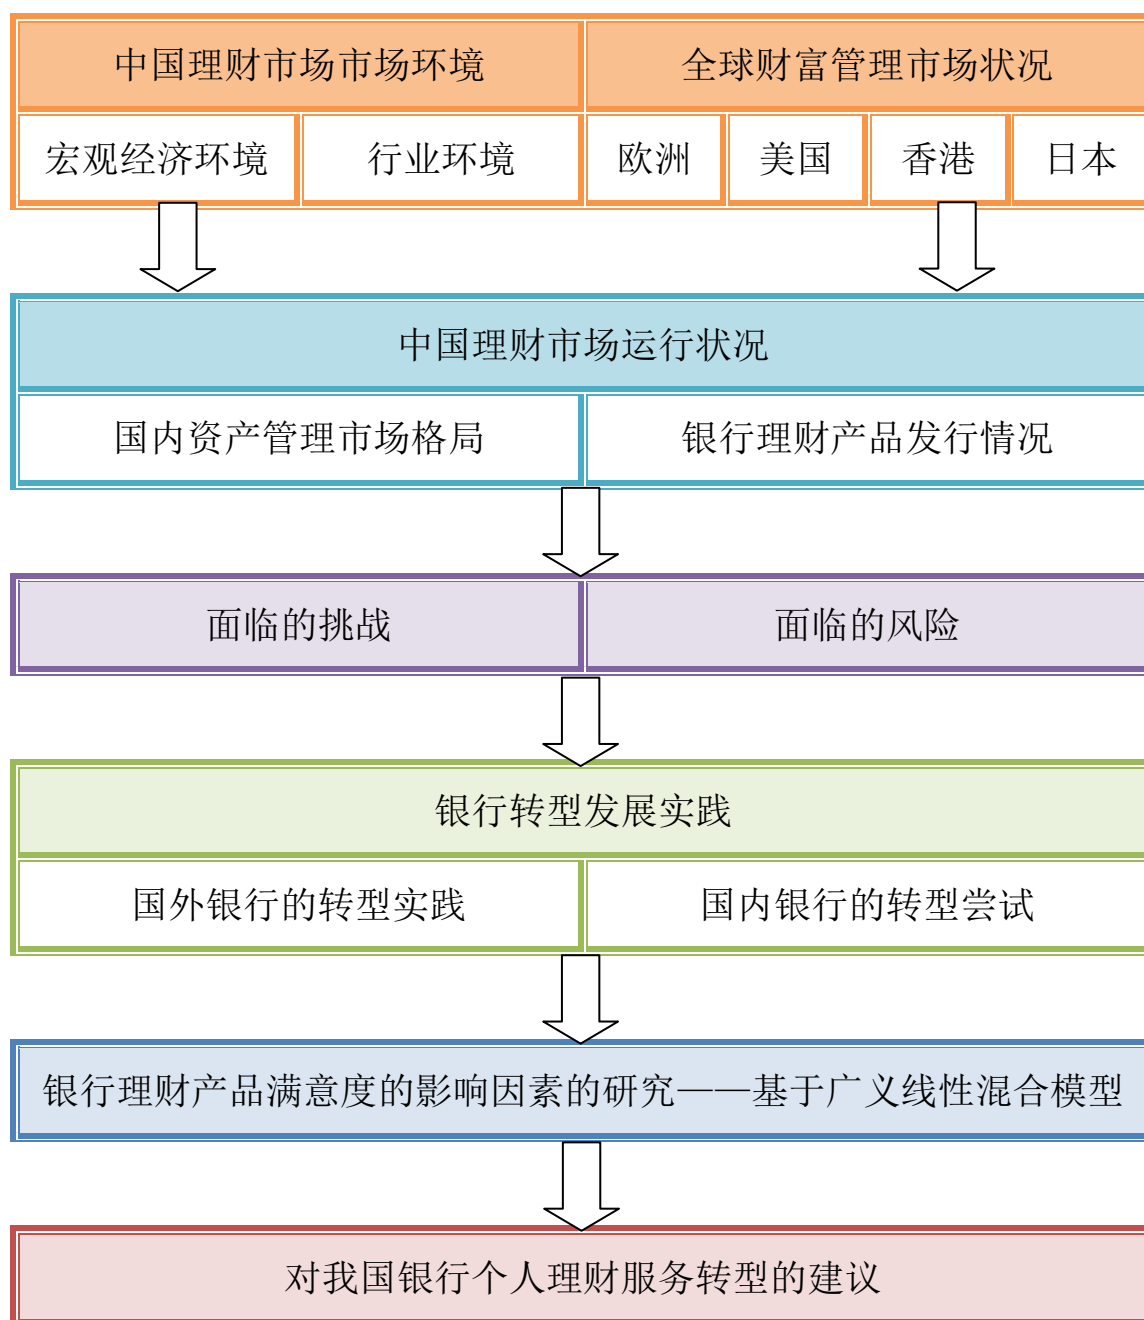 中国理财市场市场环境
全球财富管理市场状况
宏观经济环境
行业环境
欧洲
美国
香港
日本
中国理财市场运行状况
国内资产管理市场格局
银行理财产品发行情况
面临的挑战
面临的风险
银行转型发展实践
国外银行的转型实践
国内银行的转型尝试
银行理财产品满意度的影响因素的研究——基于广义线性混合模型
对我国银行个人理财服务转型的建议